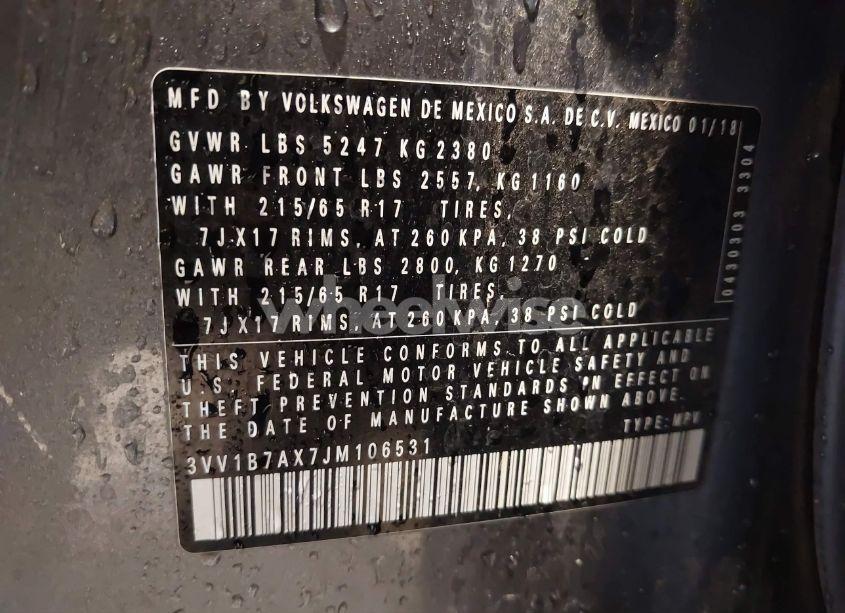 MFD BY VOLKSWAGEN DE MEXICO S.A. DE C.V. MEXICO 01/18
GVWR LBS 5247 KG 2380
GAWR FRONT LBS 2557, KG 1160
WITH 215/65 R17 TIRES,
7JX17 RIMS, AT 260 KPA, 38 PSI COLD
GAWR REAR LBS 2800, KG 1270
WITH 215/65 R17 TIRES,
7JX17 RIMS, AT 260 KPA, 38 PSI COLD
0430303 3304
wheelwise
THIS VEHICLE CONFORMS TO ALL APPLICABLE
U.S. FEDERAL MOTOR VEHICLE SAFETY AND
THEFT PREVENTION STANDARDS IN EFFECT ON
THE DATE OF MANUFACTURE SHOWN ABOVE.
TYPE: MPV
3VV1B7AX7JM106531